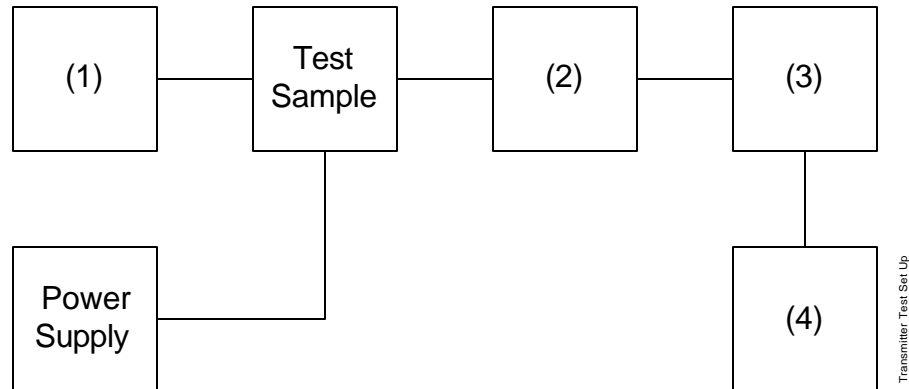 (1)
Test
Sample
(2)
(3)
Power
Supply
(4)
Transmitter Test Set Up